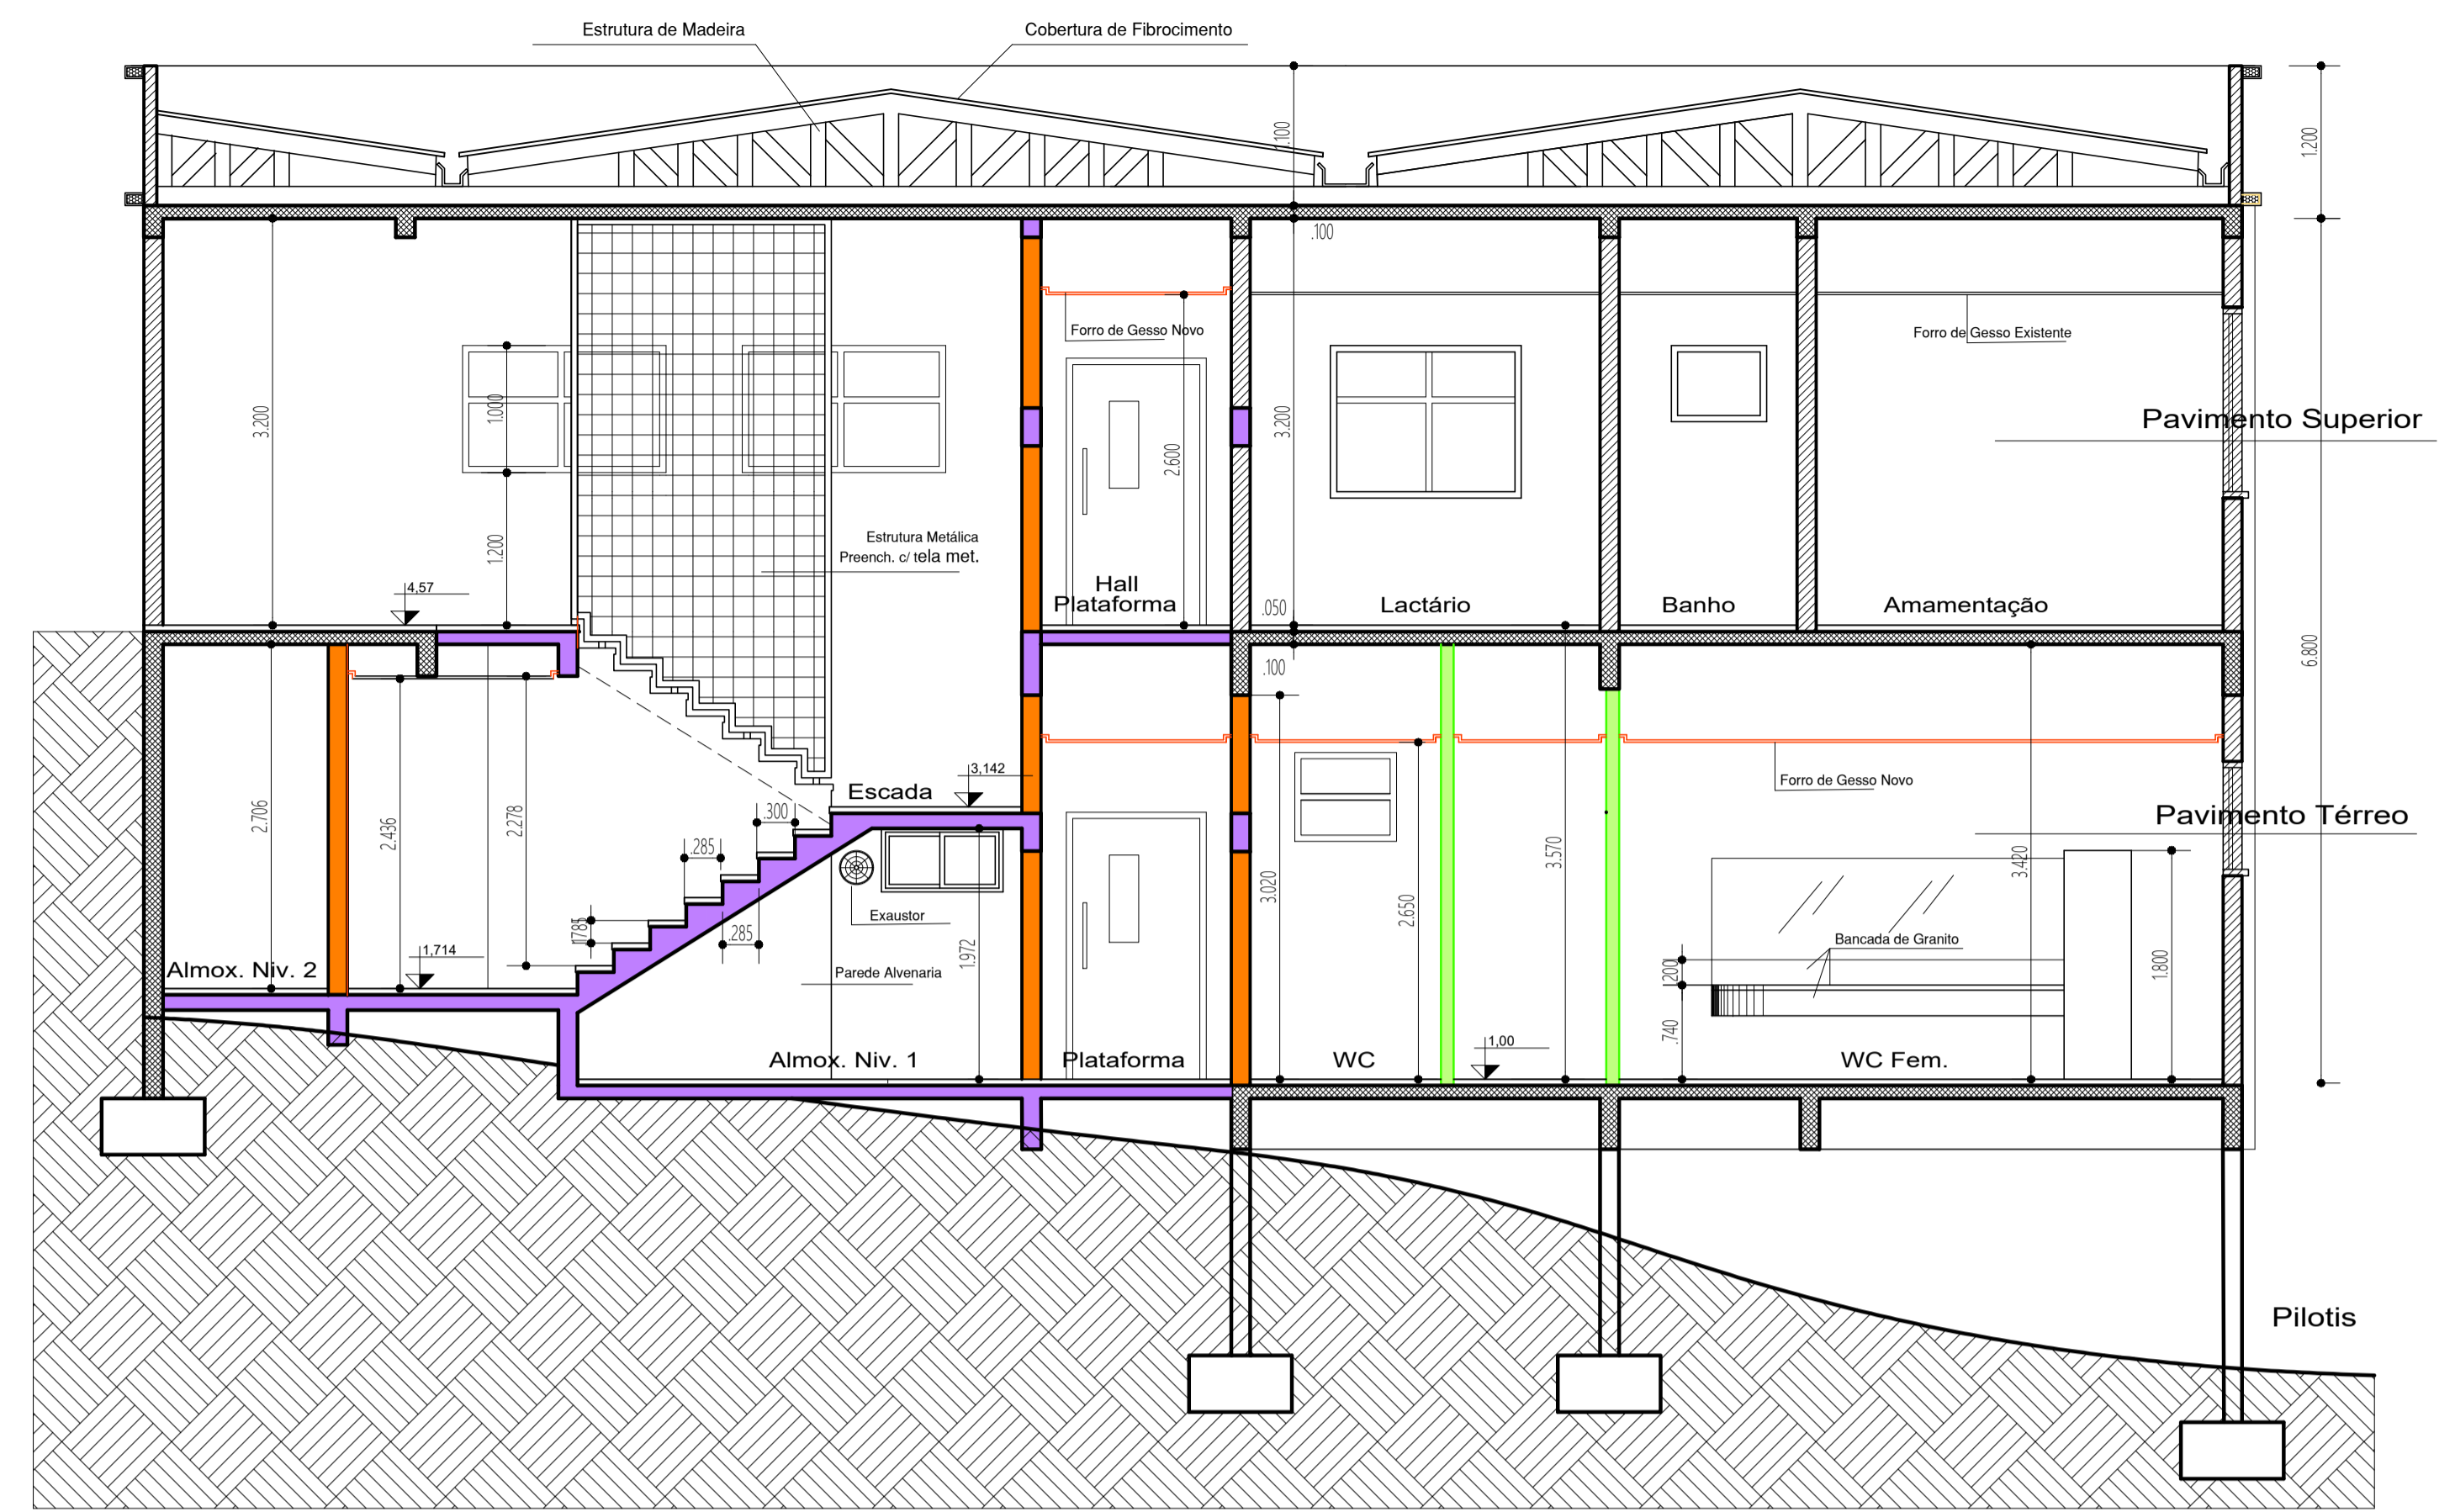 Estrutura de Madeira
Cobertura de Fibrocimento
.100
1.200
.100
Forro de Gesso Novo
Forro de Gesso Existente
3.200
1.000
2.600
3.200
Pavimento Superior
1.200
Estrutura Metálica
Preench. c/ tela met.
4,57
Hall
Plataforma
.050
Lactário
Banho
Amamentação
6.800
.100
3,142
Escada
Forro de Gesso Novo
2.706
2.436
2.278
.300
.285
Pavimento Térreo
3.570
3.420
3.020
2.650
.1785
.285
Exaustor
1.972
Bancada de Granito
1,714
Almox. Niv. 2
Parede Alvenaria
.200
1.800
.740
1,00
Almox. Niv. 1
Plataforma
WC
WC Fem.
Pilotis